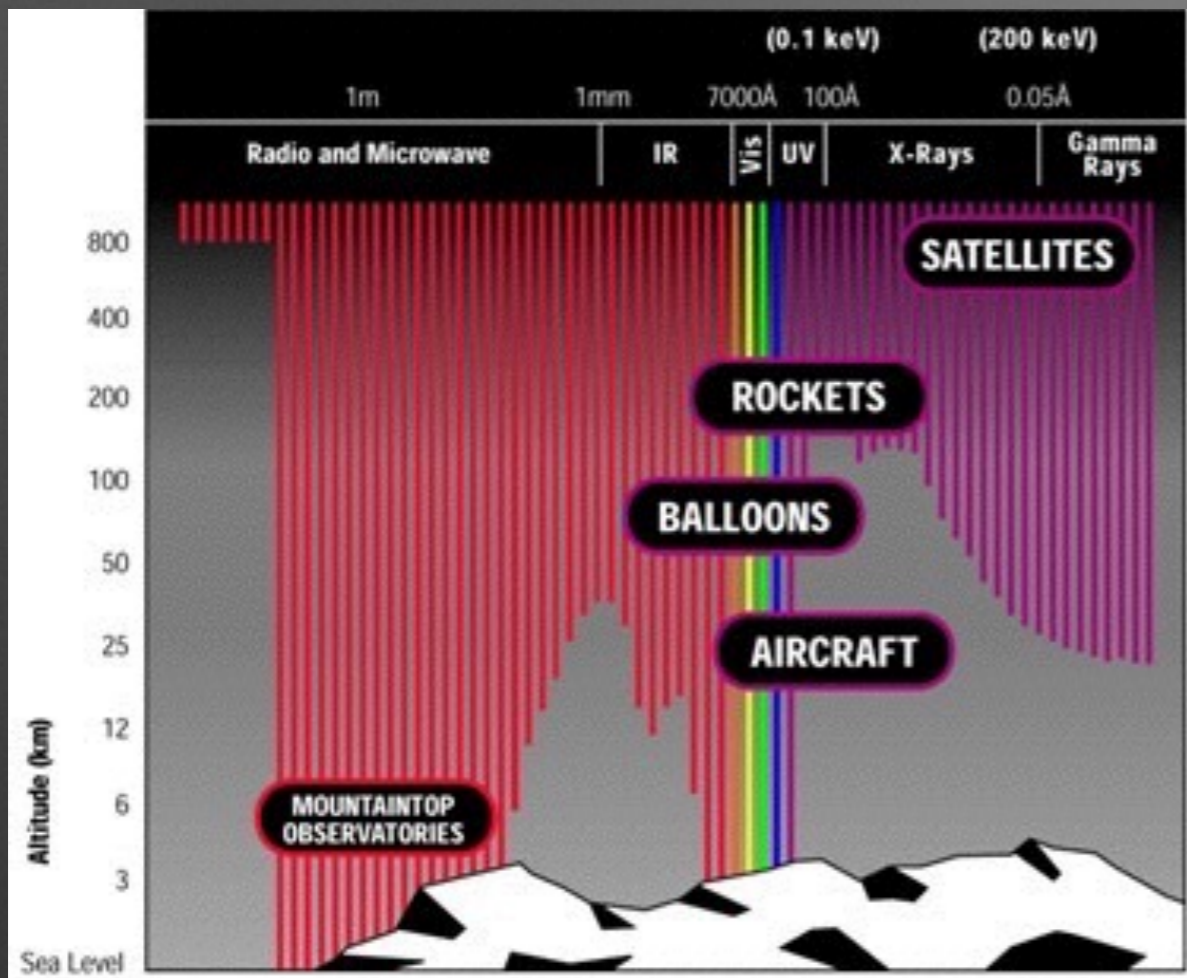 (0.1 keV) (200 keV)
1m 1mm 7000Å 100Å 0.05Å
Radio and Microwave IR Vis UV X-Rays Gamma Rays
800
SATELLITES
400
200
ROCKETS
100
BALLOONS
50
25
AIRCRAFT
12
6
MOUNTAINTOP
OBSERVATORIES
3
Sea Level
Altitude (km)